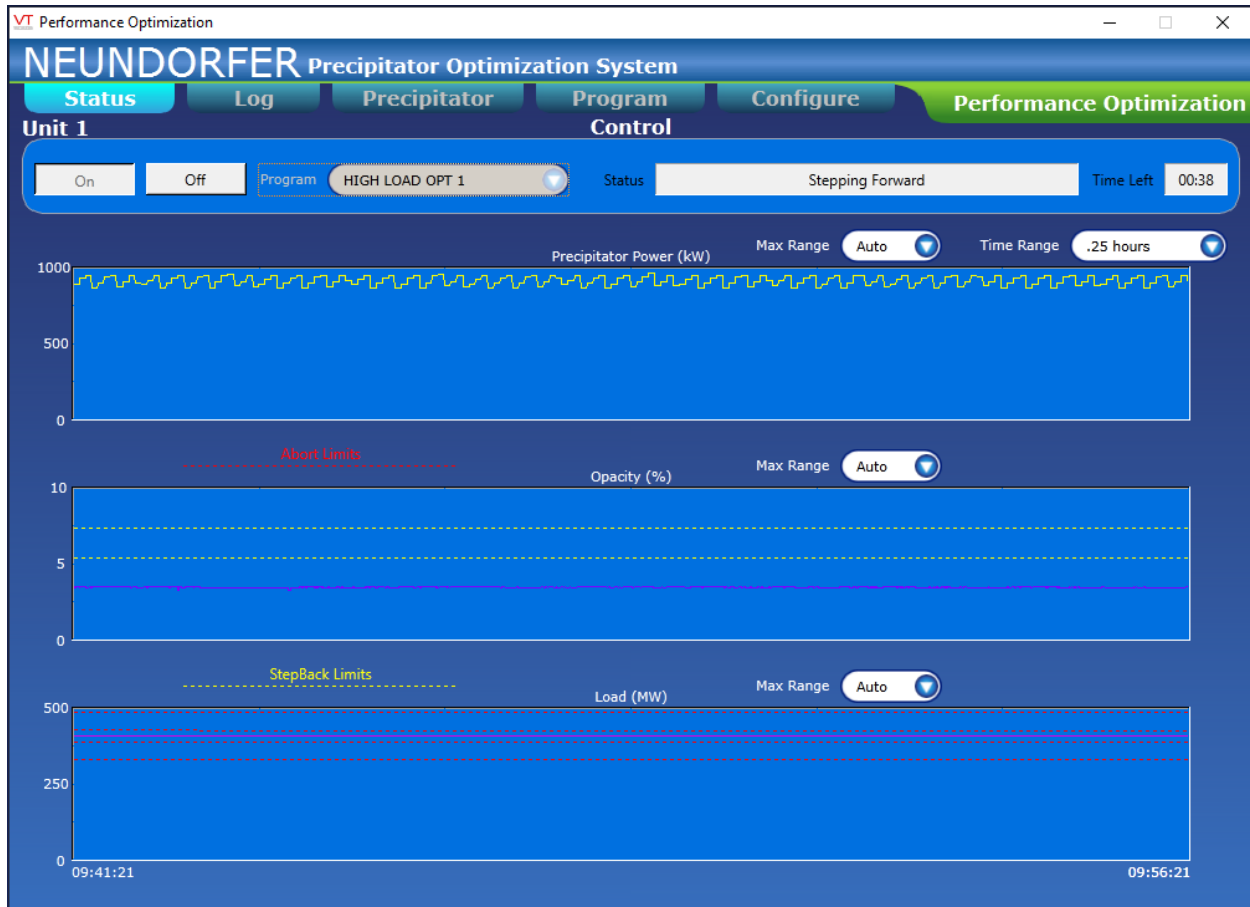 VT Performance Optimization
NEUNDORFER Precipitator Optimization System
Status Log Precipitator Program Configure Performance Optimization
Unit 1 Control
On Off Program HIGH LOAD OPT 1 Status Stepping Forward Time Left 00:38
Precipitator Power (kW) Max Range Auto Time Range .25 hours
1000
500
0
Abort Limits
Opacity (%) Max Range Auto
10
5
0
StepBack Limits
Load (MW) Max Range Auto
500
250
0
09:41:21 09:56:21